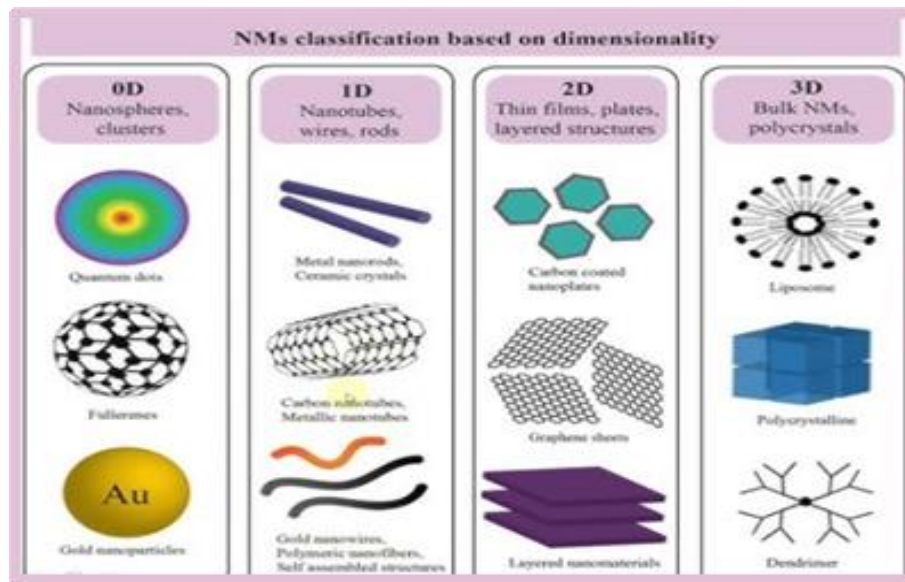 NMs classification based on dimensionality
0D
Nanospheres,
clusters
Quantum dots
Fullerenes
Au
Gold nanoparticles
1D
Nanotubes,
wires, rods
Metal nanorods,
Ceramic crystals
Carbon nanotubes,
Metallic nanotubes
Gold nanowires,
Polymeric nanofibers,
Self assembled structures
2D
Thin films, plates,
layered structures
Carbon coated
nanoplates
Graphene sheets
Layered nanomaterials
3D
Bulk NMs,
polycrystals
Liposome
Polycrystalline
Dendrimer